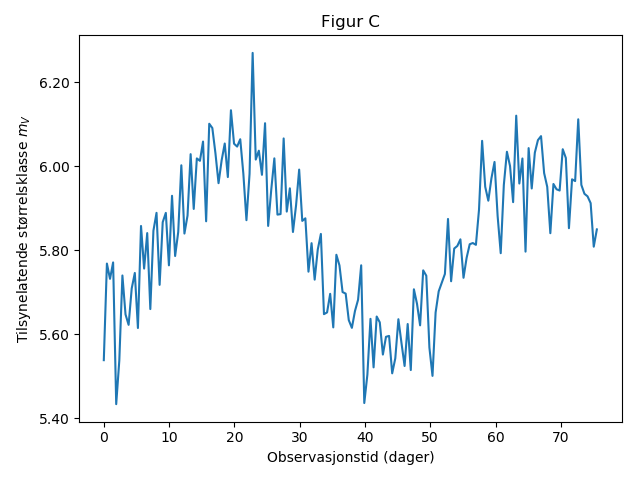 Figur C
Tilsynelatende størrelsklasse $m_V$
6.20
6.00
5.80
5.60
5.40
0 10 20 30 40 50 60 70
Observasjonstid (dager)